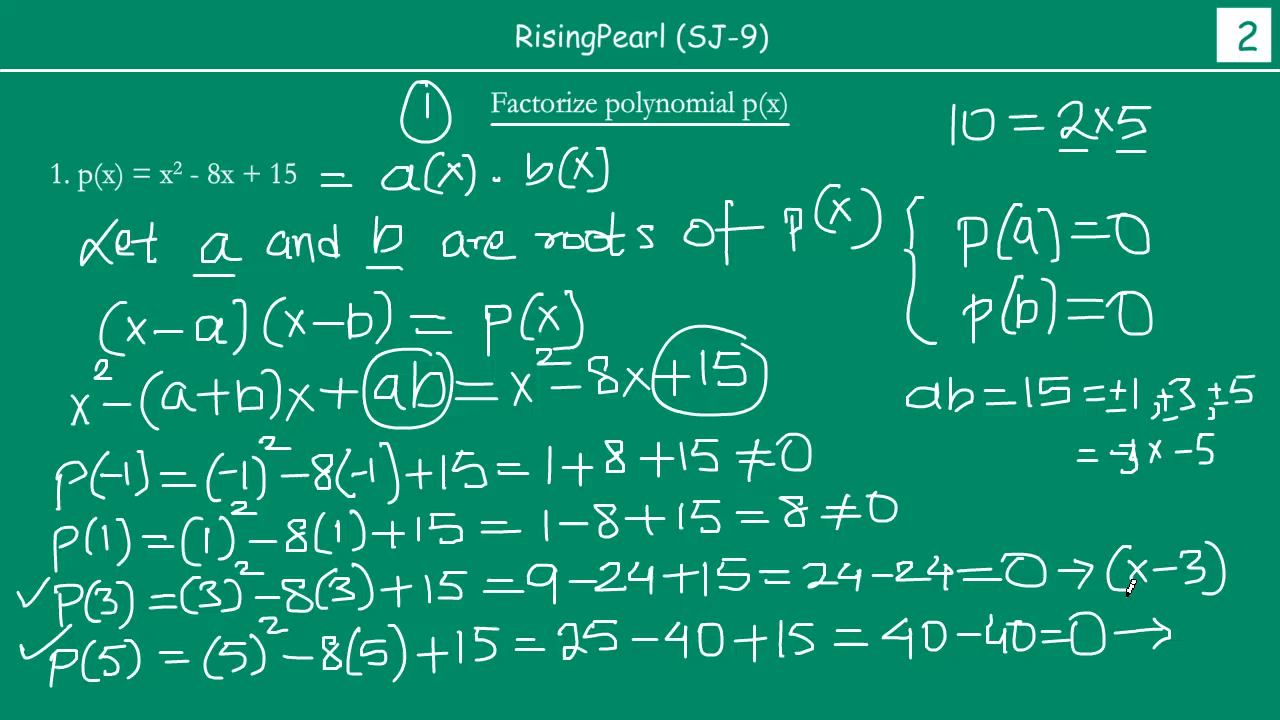 RisingPearl (SJ-9)
2
1
Factorize polynomial p(x)
10 = 2 × 5
1. p(x) = x² - 8x + 15 = a(x) · b(x)
Let a and b are roots of p(x) { p(a) = 0
p(b) = 0
(x-a)(x-b) = p(x)
x² - (a+b)x + ab = x² - 8x + 15
ab = 15 = ±1, ±3, ±5
= -3 × -5
P(-1) = (-1)² - 8(-1) + 15 = 1 + 8 + 15 ≠ 0
P(1) = (1)² - 8(1) + 15 = 1 - 8 + 15 = 8 ≠ 0
✓ P(3) = (3)² - 8(3) + 15 = 9 - 24 + 15 = 24 - 24 = 0 → (x - 3)
✓ P(5) = (5)² - 8(5) + 15 = 25 - 40 + 15 = 40 - 40 = 0 →